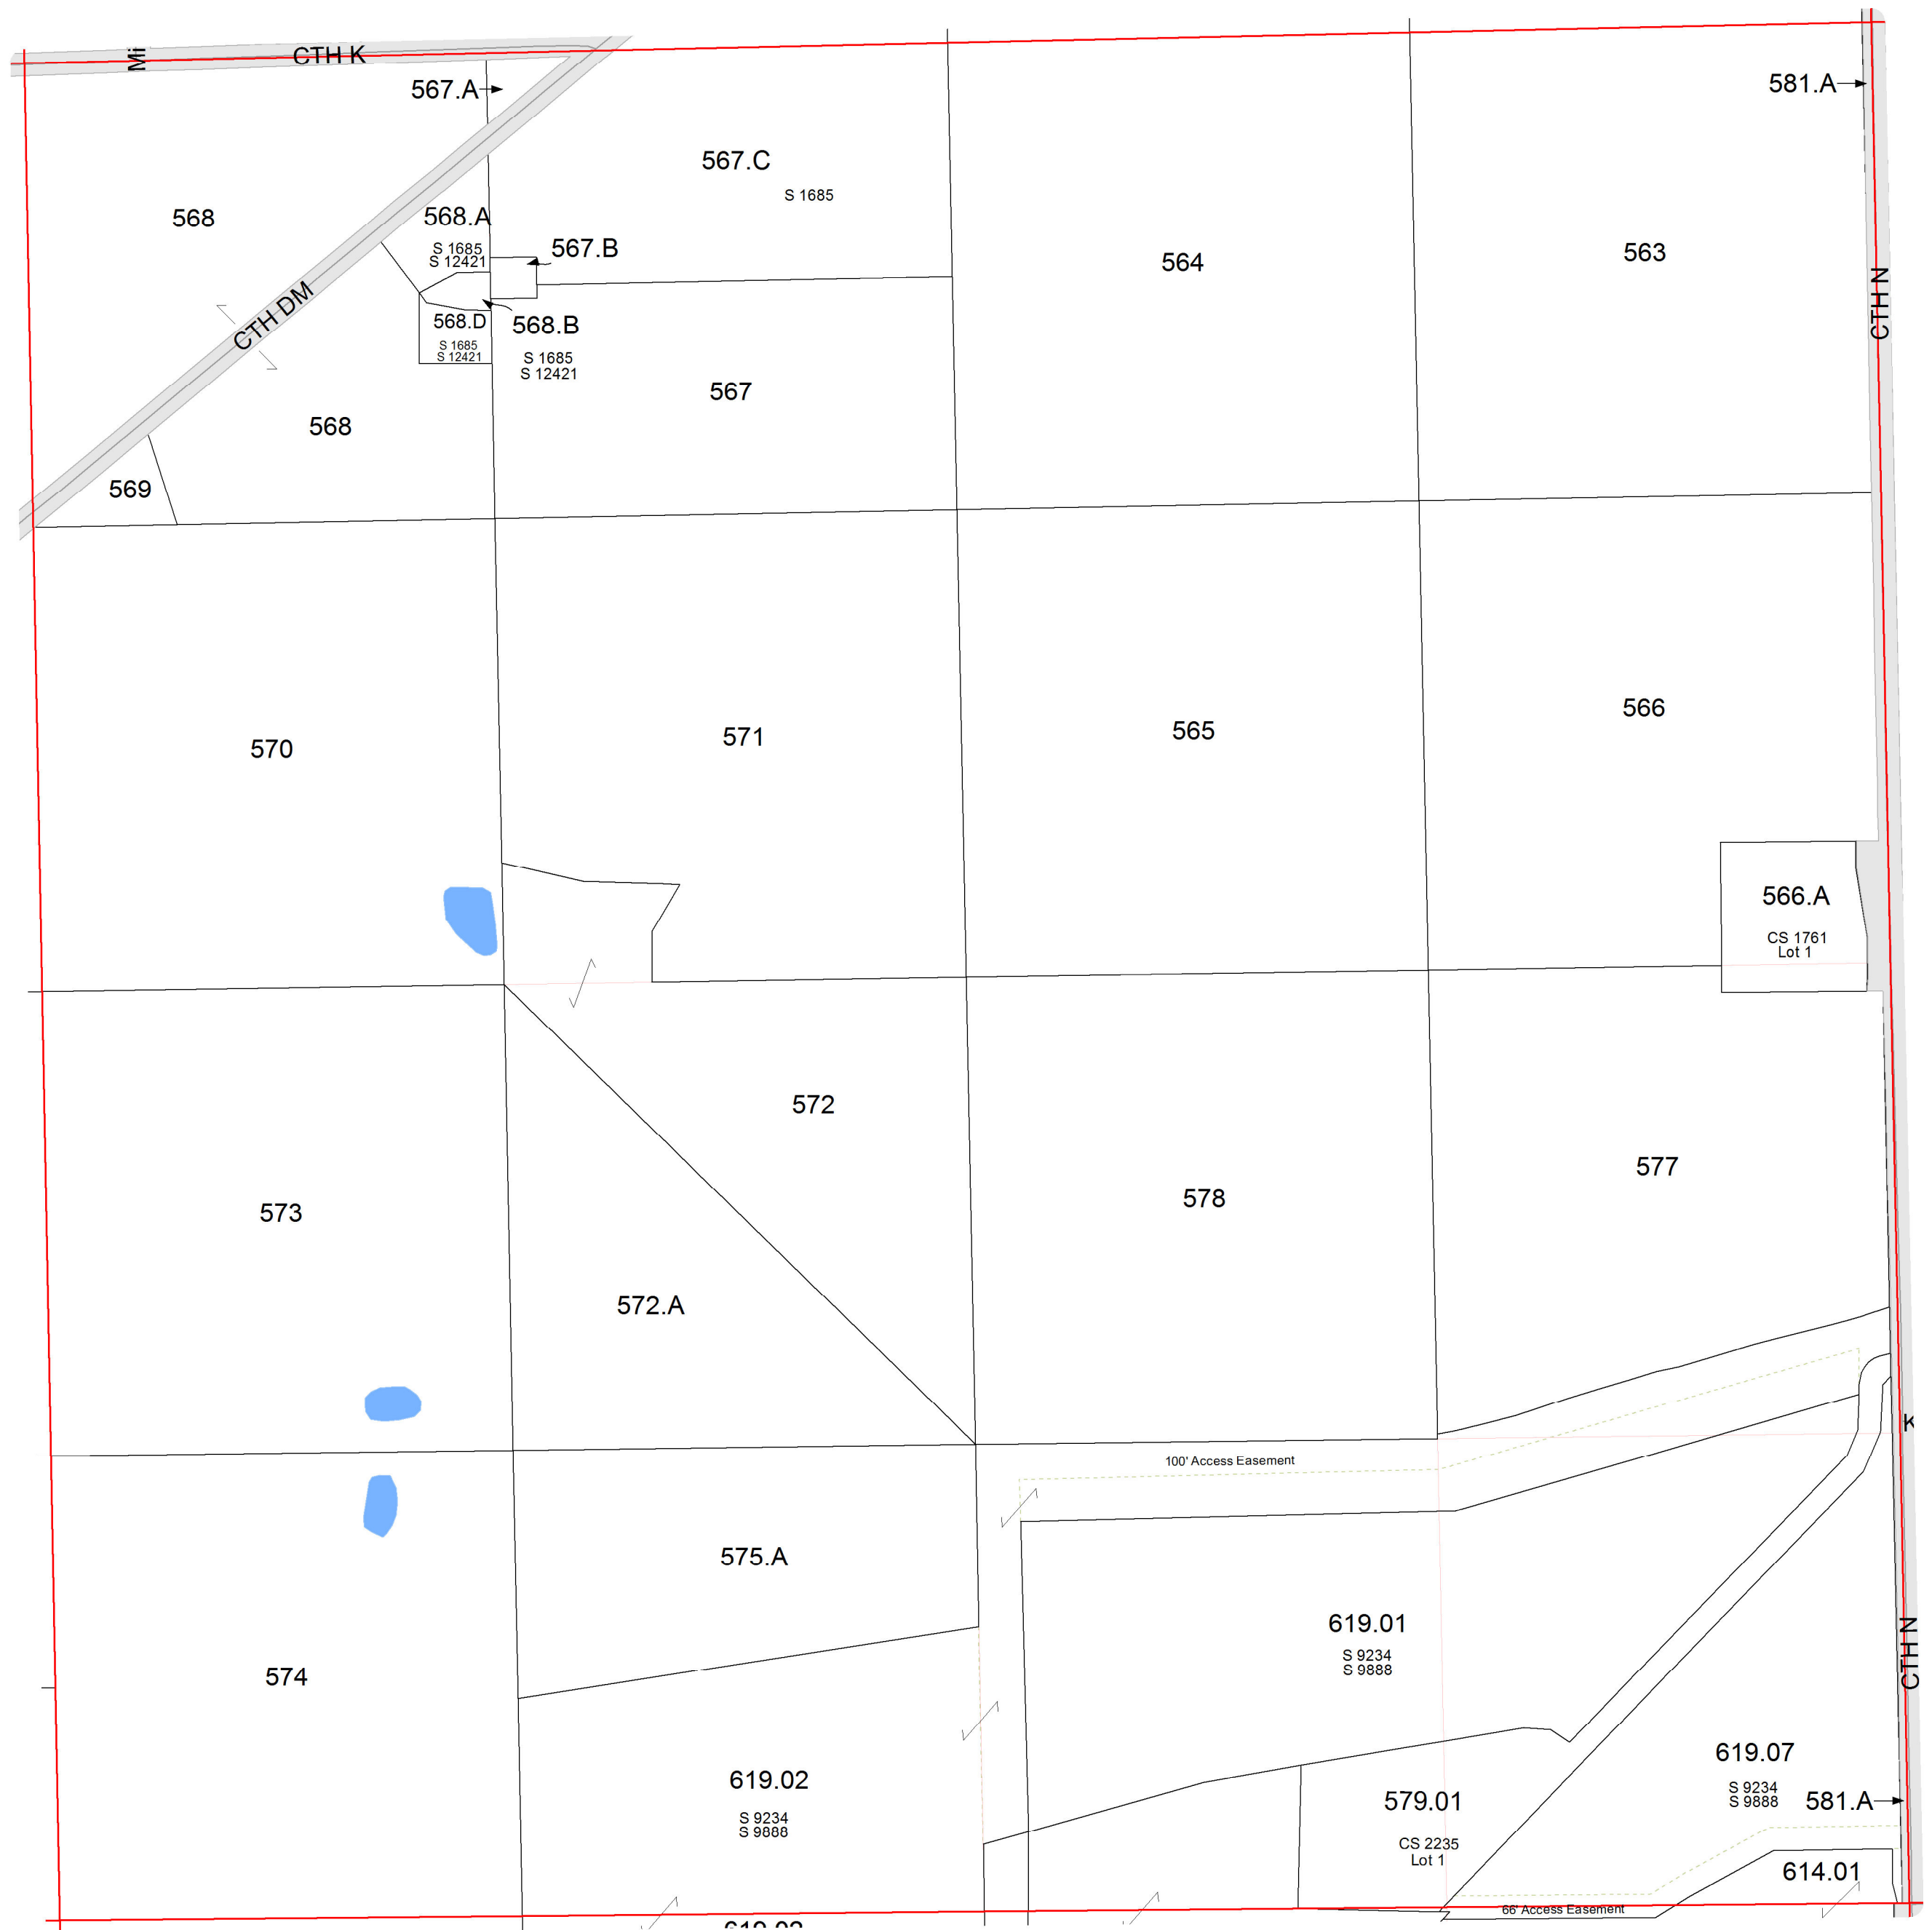 Mi
CTH K
567.A
581.A
567.C
S 1685
568
568.A
S 1685
S 12421
567.B
564
563
CTH N
CTH DM
568.D
S 1685
S 12421
568.B
S 1685
S 12421
567
568
569
570
571
565
566
566.A
CS 1761
Lot 1
572
577
573
578
572.A
K
100' Access Easement
575.A
619.01
S 9234
S 9888
574
CTH N
619.02
S 9234
S 9888
579.01
CS 2235
Lot 1
619.07
S 9234
S 9888
581.A
614.01
66' Access Easement